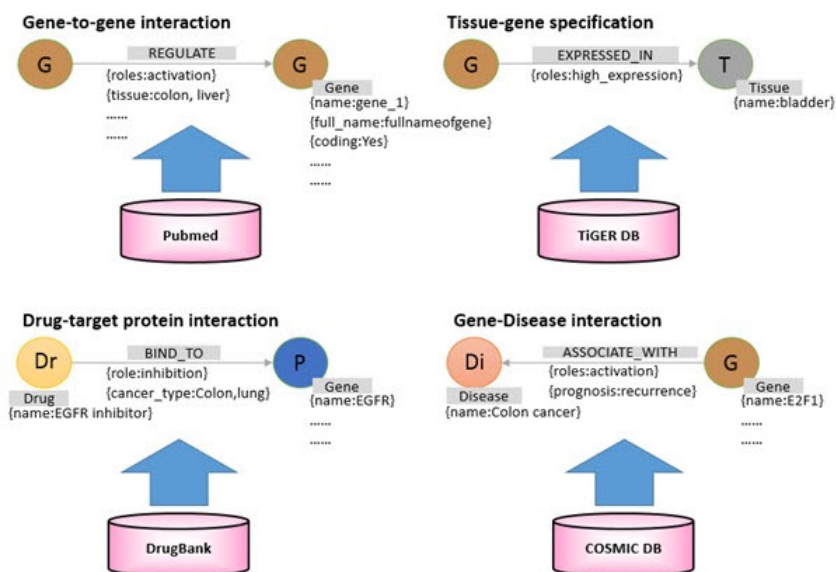 Gene-to-gene interaction
G
REGULATE
{roles:activation}
{tissue:colon, liver}
......
......
G
Gene
{name:gene_1}
{full_name:fullnameofgene}
{coding:Yes}
......
......
Pubmed
Tissue-gene specification
G
EXPRESSED_IN
{roles:high_expression}
T
Tissue
{name:bladder}
TiGER DB
Drug-target protein interaction
Dr
Drug
{name:EGFR inhibitor}
BIND_TO
{role:inhibition}
{cancer_type:Colon,lung}
P
Gene
{name:EGFR}
......
......
DrugBank
Gene-Disease interaction
Di
Disease
{name:Colon cancer}
ASSOCIATE_WITH
{roles:activation}
{prognosis:recurrence}
G
Gene
{name:E2F1}
......
......
COSMIC DB